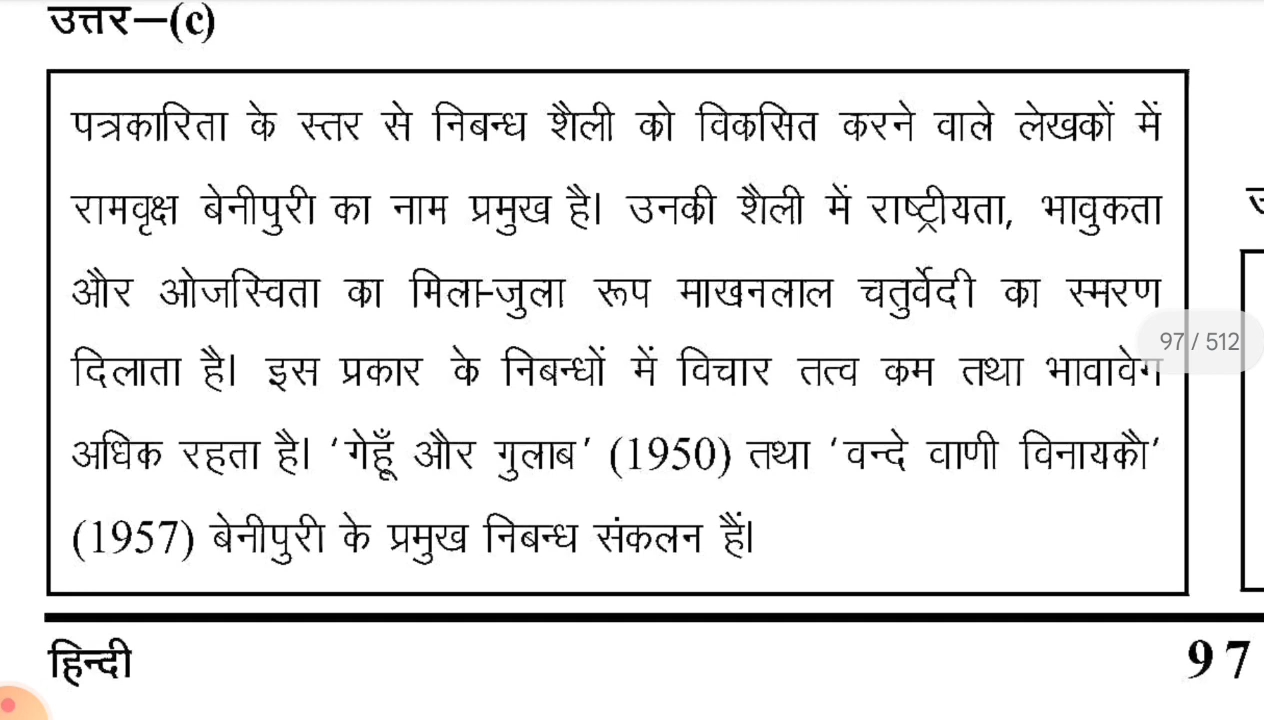 उत्तर—(c)
पत्रकारिता के स्तर से निबन्ध शैली को विकसित करने वाले लेखकों में
रामवृक्ष बेनीपुरी का नाम प्रमुख है। उनकी शैली में राष्ट्रीयता, भावुकता
और ओजस्विता का मिला-जुला रूप माखनलाल चतुर्वेदी का स्मरण
दिलाता है। इस प्रकार के निबन्धों में विचार तत्व कम तथा भावावेग
अधिक रहता है। ‘गेहूँ और गुलाब’ (1950) तथा ‘वन्दे वाणी विनायकौ’
(1957) बेनीपुरी के प्रमुख निबन्ध संकलन हैं।
97 / 512
हिन्दी
97